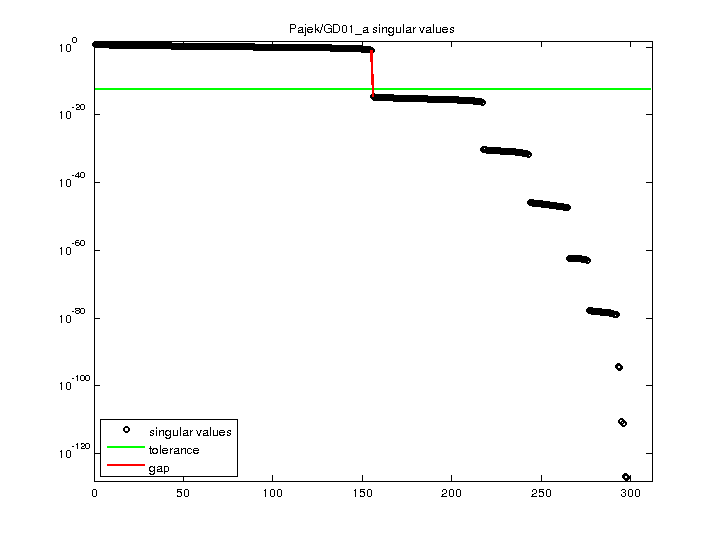 Pajek/GD01_a singular values
10^0
10^-20
10^-40
10^-60
10^-80
10^-100
10^-120
singular values
tolerance
gap
0 50 100 150 200 250 300